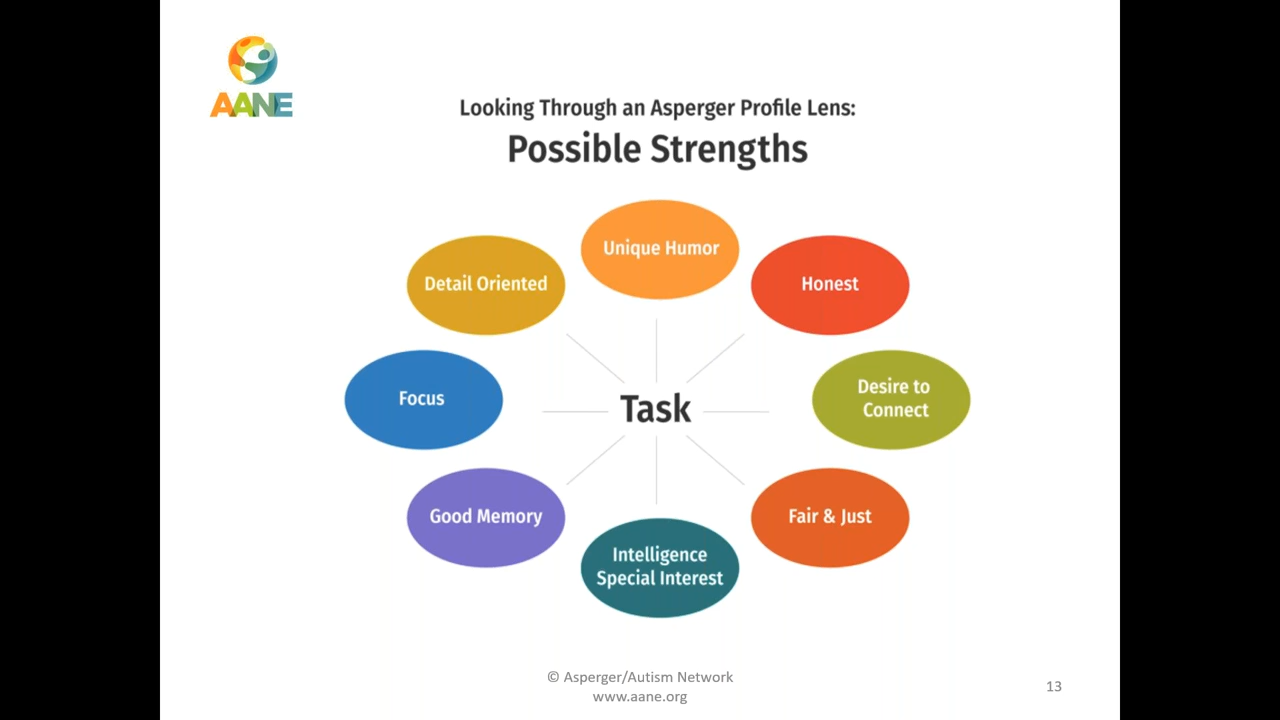 AANE
Looking Through an Asperger Profile Lens:
Possible Strengths
Unique Humor
Detail Oriented
Honest
Focus
Desire to
Connect
Task
Good Memory
Fair & Just
Intelligence
Special Interest
© Asperger/Autism Network
www.aane.org
13